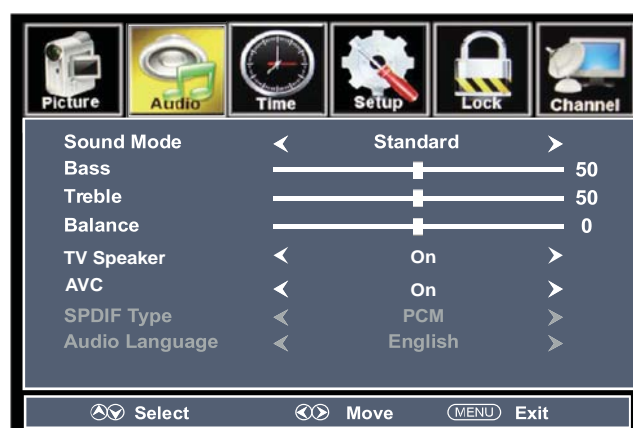 Picture Audio Time Setup Lock Channel
Sound Mode Standard
Bass 50
Treble 50
Balance 0
TV Speaker On
AVC On
SPDIF Type PCM
Audio Language English
Select Move MENU Exit